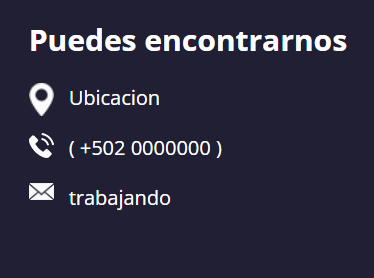 Puedes encontrarnos
Ubicacion
( +502 0000000 )
trabajando